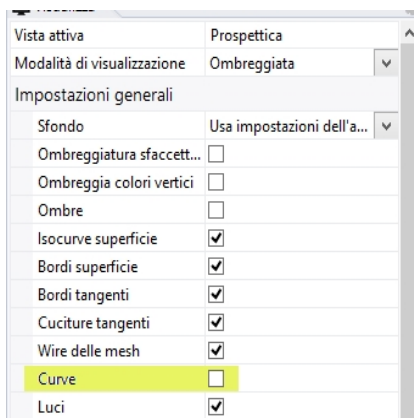 Vista attiva Prospettica
Modalità di visualizzazione Ombreggiata
Impostazioni generali
Sfondo Usa impostazioni dell'a...
Ombreggiatura sfaccett...
Ombreggia colori vertici
Ombre
Isocurve superficie
Bordi superficie
Bordi tangenti
Cuciture tangenti
Wire delle mesh
Curve
Luci